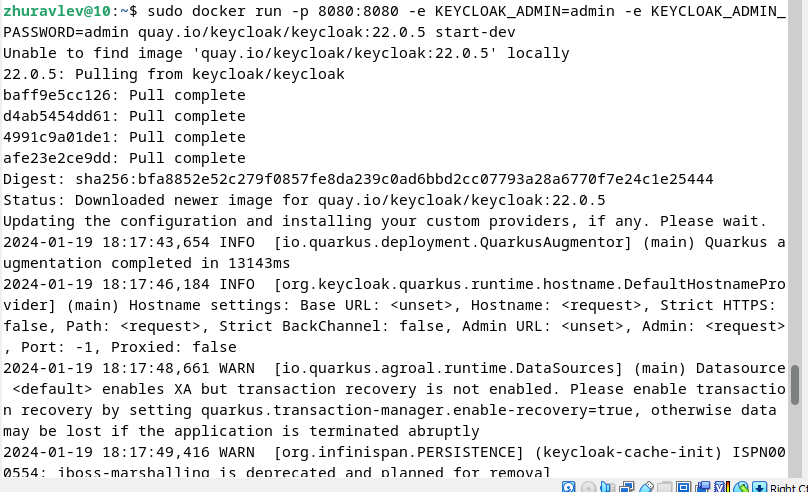 zhuravlev@10:~$ sudo docker run -p 8080:8080 -e KEYCLOAK_ADMIN=admin -e KEYCLOAK_ADMIN_
PASSWORD=admin quay.io/keycloak/keycloak:22.0.5 start-dev
Unable to find image 'quay.io/keycloak/keycloak:22.0.5' locally
22.0.5: Pulling from keycloak/keycloak
baff9e5cc126: Pull complete
d4ab5454dd61: Pull complete
4991c9a01de1: Pull complete
afe23e2ce9dd: Pull complete
Digest: sha256:bfa8852e52c279f0857fe8da239c0ad6bbd2cc07793a28a6770f7e24c1e25444
Status: Downloaded newer image for quay.io/keycloak/keycloak:22.0.5
Updating the configuration and installing your custom providers, if any. Please wait.
2024-01-19 18:17:43,654 INFO  [io.quarkus.deployment.QuarkusAugmentor] (main) Quarkus a
ugmentation completed in 13143ms
2024-01-19 18:17:46,184 INFO  [org.keycloak.quarkus.runtime.hostname.DefaultHostnamePro
vider] (main) Hostname settings: Base URL: <unset>, Hostname: <request>, Strict HTTPS:
false, Path: <request>, Strict BackChannel: false, Admin URL: <unset>, Admin: <request>
, Port: -1, Proxied: false
2024-01-19 18:17:48,661 WARN  [io.quarkus.agroal.runtime.DataSources] (main) Datasource
 <default> enables XA but transaction recovery is not enabled. Please enable transactio
n recovery by setting quarkus.transaction-manager.enable-recovery=true, otherwise data
may be lost if the application is terminated abruptly
2024-01-19 18:17:49,416 WARN  [org.infinispan.PERSISTENCE] (keycloak-cache-init) ISPN00
0554: jboss-marshalling is deprecated and planned for removal
Right C